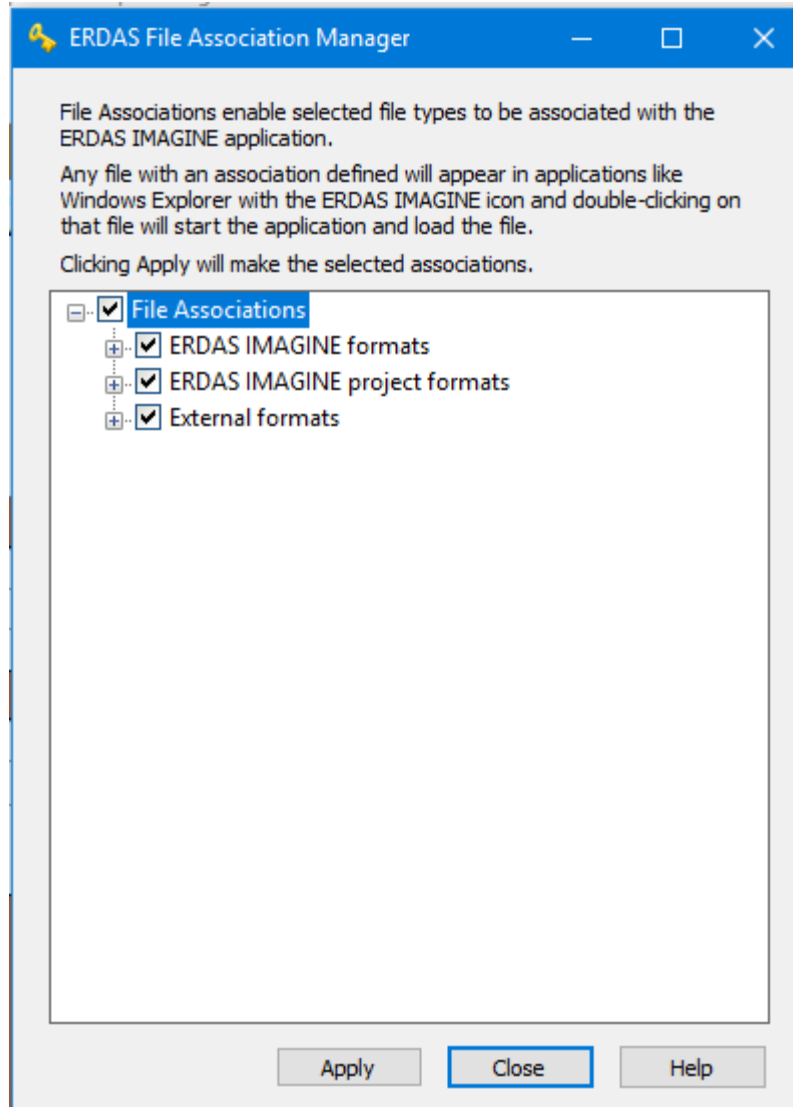 ERDAS File Association Manager
File Associations enable selected file types to be associated with the
ERDAS IMAGINE application.
Any file with an association defined will appear in applications like
Windows Explorer with the ERDAS IMAGINE icon and double-clicking on
that file will start the application and load the file.
Clicking Apply will make the selected associations.
File Associations
ERDAS IMAGINE formats
ERDAS IMAGINE project formats
External formats
Apply Close Help